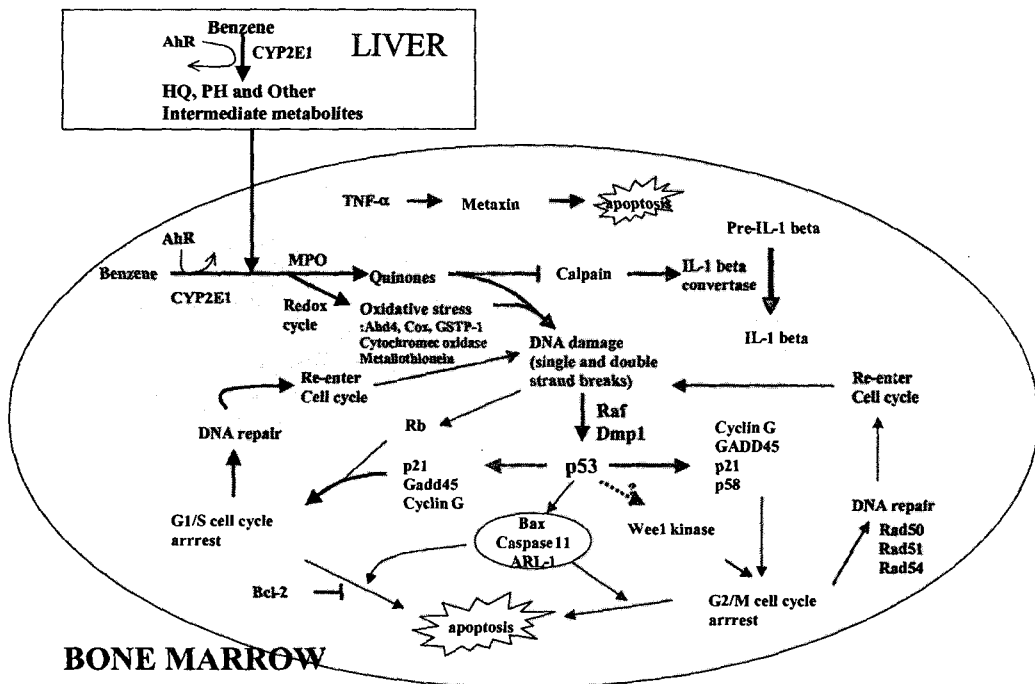 Benzene
AhR
CYP2E1
LIVER
HQ, PH and Other
Intermediate metabolites
TNF-α
Metaxin
apoptosis
Pre-IL-1 beta
AhR
Benzene
CYP2E1
MPO
Quinones
Calpain
IL-1 beta
convertase
IL-1 beta
Redox
cycle
Oxidative stress
:Ahd4, Cox, GSTP-1
Cytochromec oxidase
Metallothionein
DNA damage
(single and double
strand breaks)
Re-enter
Cell cycle
Re-enter
Cell cycle
DNA repair
Rb
Raf
Dmp1
p53
p21
Gadd45
Cyclin G
Cyclin G
GADD45
p21
p58
?
Wee1 kinase
G1/S cell cycle
arrrest
Bax
Caspase11
ARL-1
DNA repair
Rad50
Rad51
Rad54
Bcl-2
G2/M cell cycle
arrrest
apoptosis
BONE MARROW